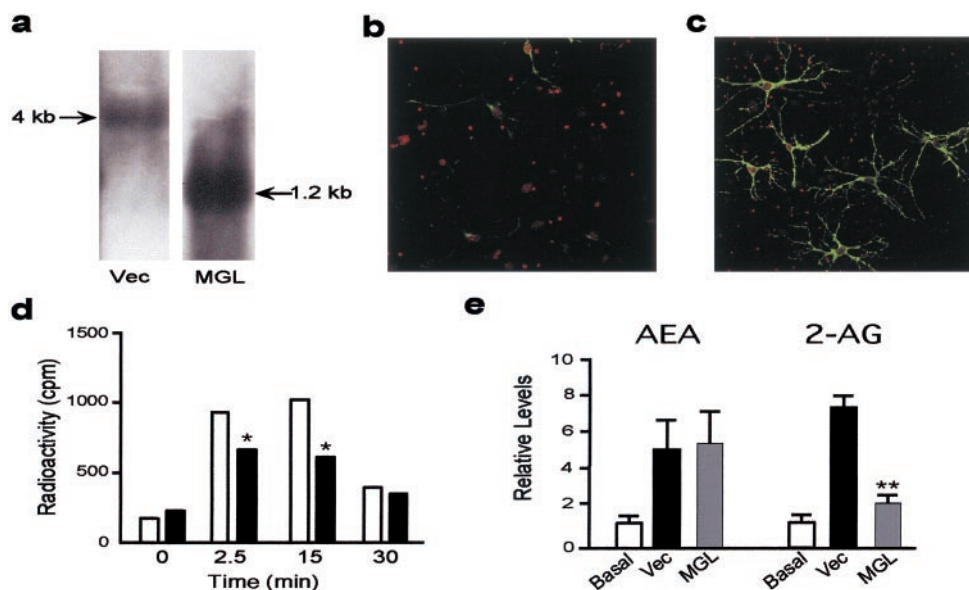 a
b
c
4 kb
1.2 kb
Vec
MGL
d
1500
1000
500
0
Radioactivity (cpm)
*
*
0
2.5
15
30
Time (min)
e
AEA
2-AG
10
8
6
4
2
0
Relative Levels
**
Basal
Vec
MGL
Basal
Vec
MGL